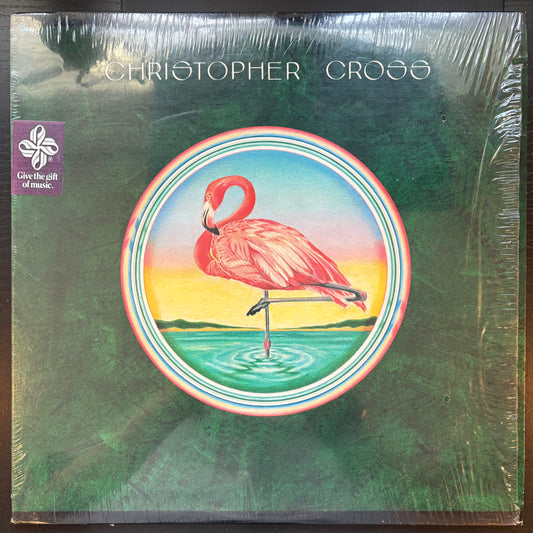 CHRISTOPHER CROSS
®
Give the gift
of music.